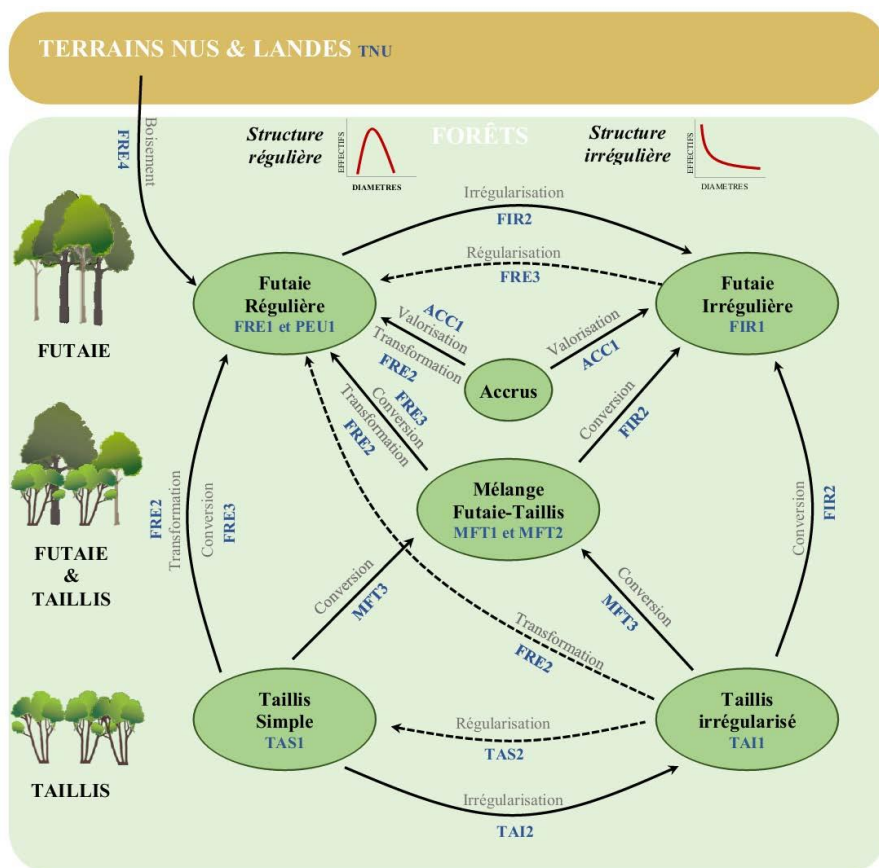 TERRAINS NUS & LANDES TNU
Boisement
FRE4
Structure
régulière
EFFECTIFS
DIAMETRES
FORÊTS
Structure
irrégulière
EFFECTIFS
DIAMETRES
Irrégularisation
FIR2
Régularisation
FRE3
Futaie
Régulière
FRE1 et PEU1
Futaie
Irrégulière
FIR1
FUTAIE
ACC1
Valorisation
Transformation
FRE2
Valorisation
ACC1
Accrus
FRE3
Conversion
Transformation
FRE2
Conversion
FIR2
Mélange
Futaie-Taillis
MFT1 et MFT2
FUTAIE
&
TAILLIS
FRE2
Transformation
Conversion
FRE3
Conversion
MFT3
Conversion
MFT3
Conversion
FIR2
Transformation
FRE2
Taillis
Simple
TAS1
Taillis
irrégularisé
TAI1
Régularisation
TAS2
TAILLIS
Irrégularisation
TAI2